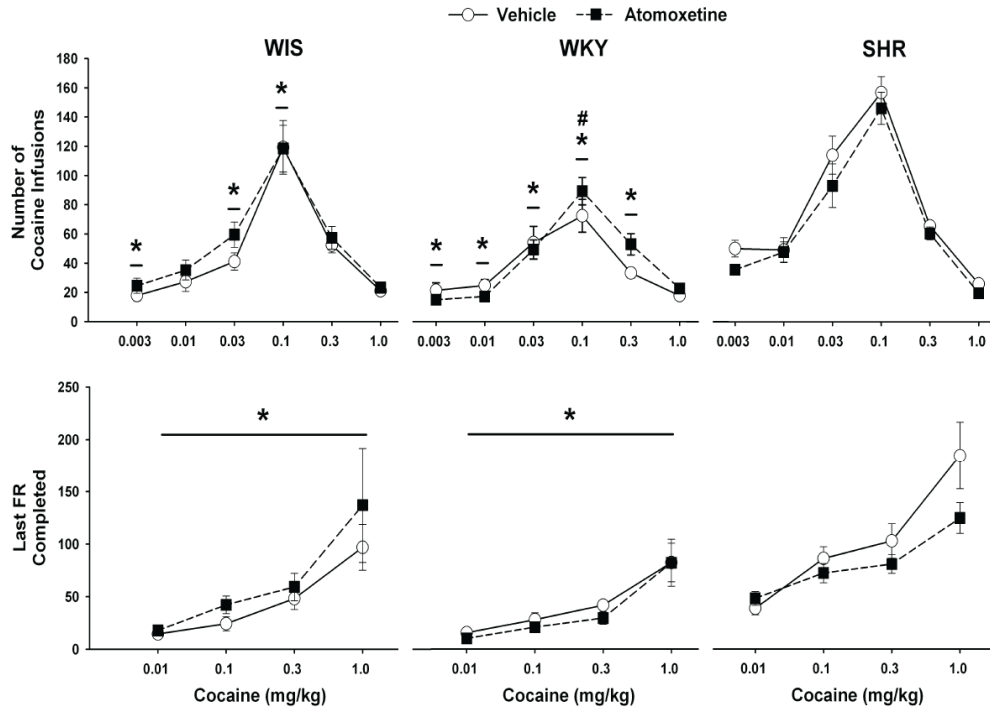 Vehicle Atomoxetine
WIS WKY SHR
Number of
Cocaine Infusions
180
160
140
120
100
80
60
40
20
0
* * * 
* * * # * *
0.003 0.01 0.03 0.1 0.3 1.0
0.003 0.01 0.03 0.1 0.3 1.0
0.003 0.01 0.03 0.1 0.3 1.0
Last FR
Completed
250
200
150
100
50
0
* *
0.01 0.1 0.3 1.0
0.01 0.1 0.3 1.0
0.01 0.1 0.3 1.0
Cocaine (mg/kg) Cocaine (mg/kg) Cocaine (mg/kg)